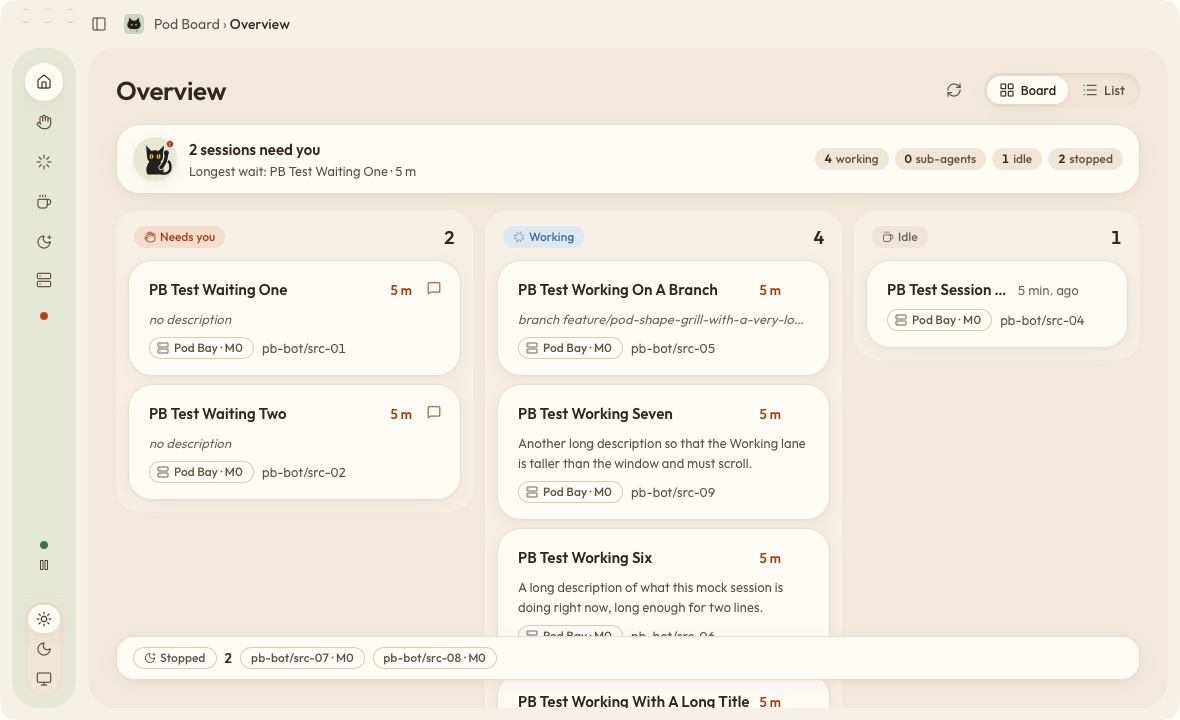 Pod Board › Overview
Overview
Board
List
2 sessions need you
Longest wait: PB Test Waiting One · 5 m
4 working
0 sub-agents
1 idle
2 stopped
Needs you
2
PB Test Waiting One
5 m
no description
Pod Bay · M0
pb-bot/src-01
PB Test Waiting Two
5 m
no description
Pod Bay · M0
pb-bot/src-02
Working
4
PB Test Working On A Branch
5 m
branch feature/pod-shape-grill-with-a-very-lo...
Pod Bay · M0
pb-bot/src-05
PB Test Working Seven
5 m
Another long description so that the Working lane
is taller than the window and must scroll.
Pod Bay · M0
pb-bot/src-09
PB Test Working Six
5 m
A long description of what this mock session is
doing right now, long enough for two lines.
Pod Bay · M0
pb-bot/src-06
PB Test Working With A Long Title
5 m
Idle
1
PB Test Session ...
5 min. ago
Pod Bay · M0
pb-bot/src-04
Stopped
2
pb-bot/src-07 · M0
pb-bot/src-08 · M0